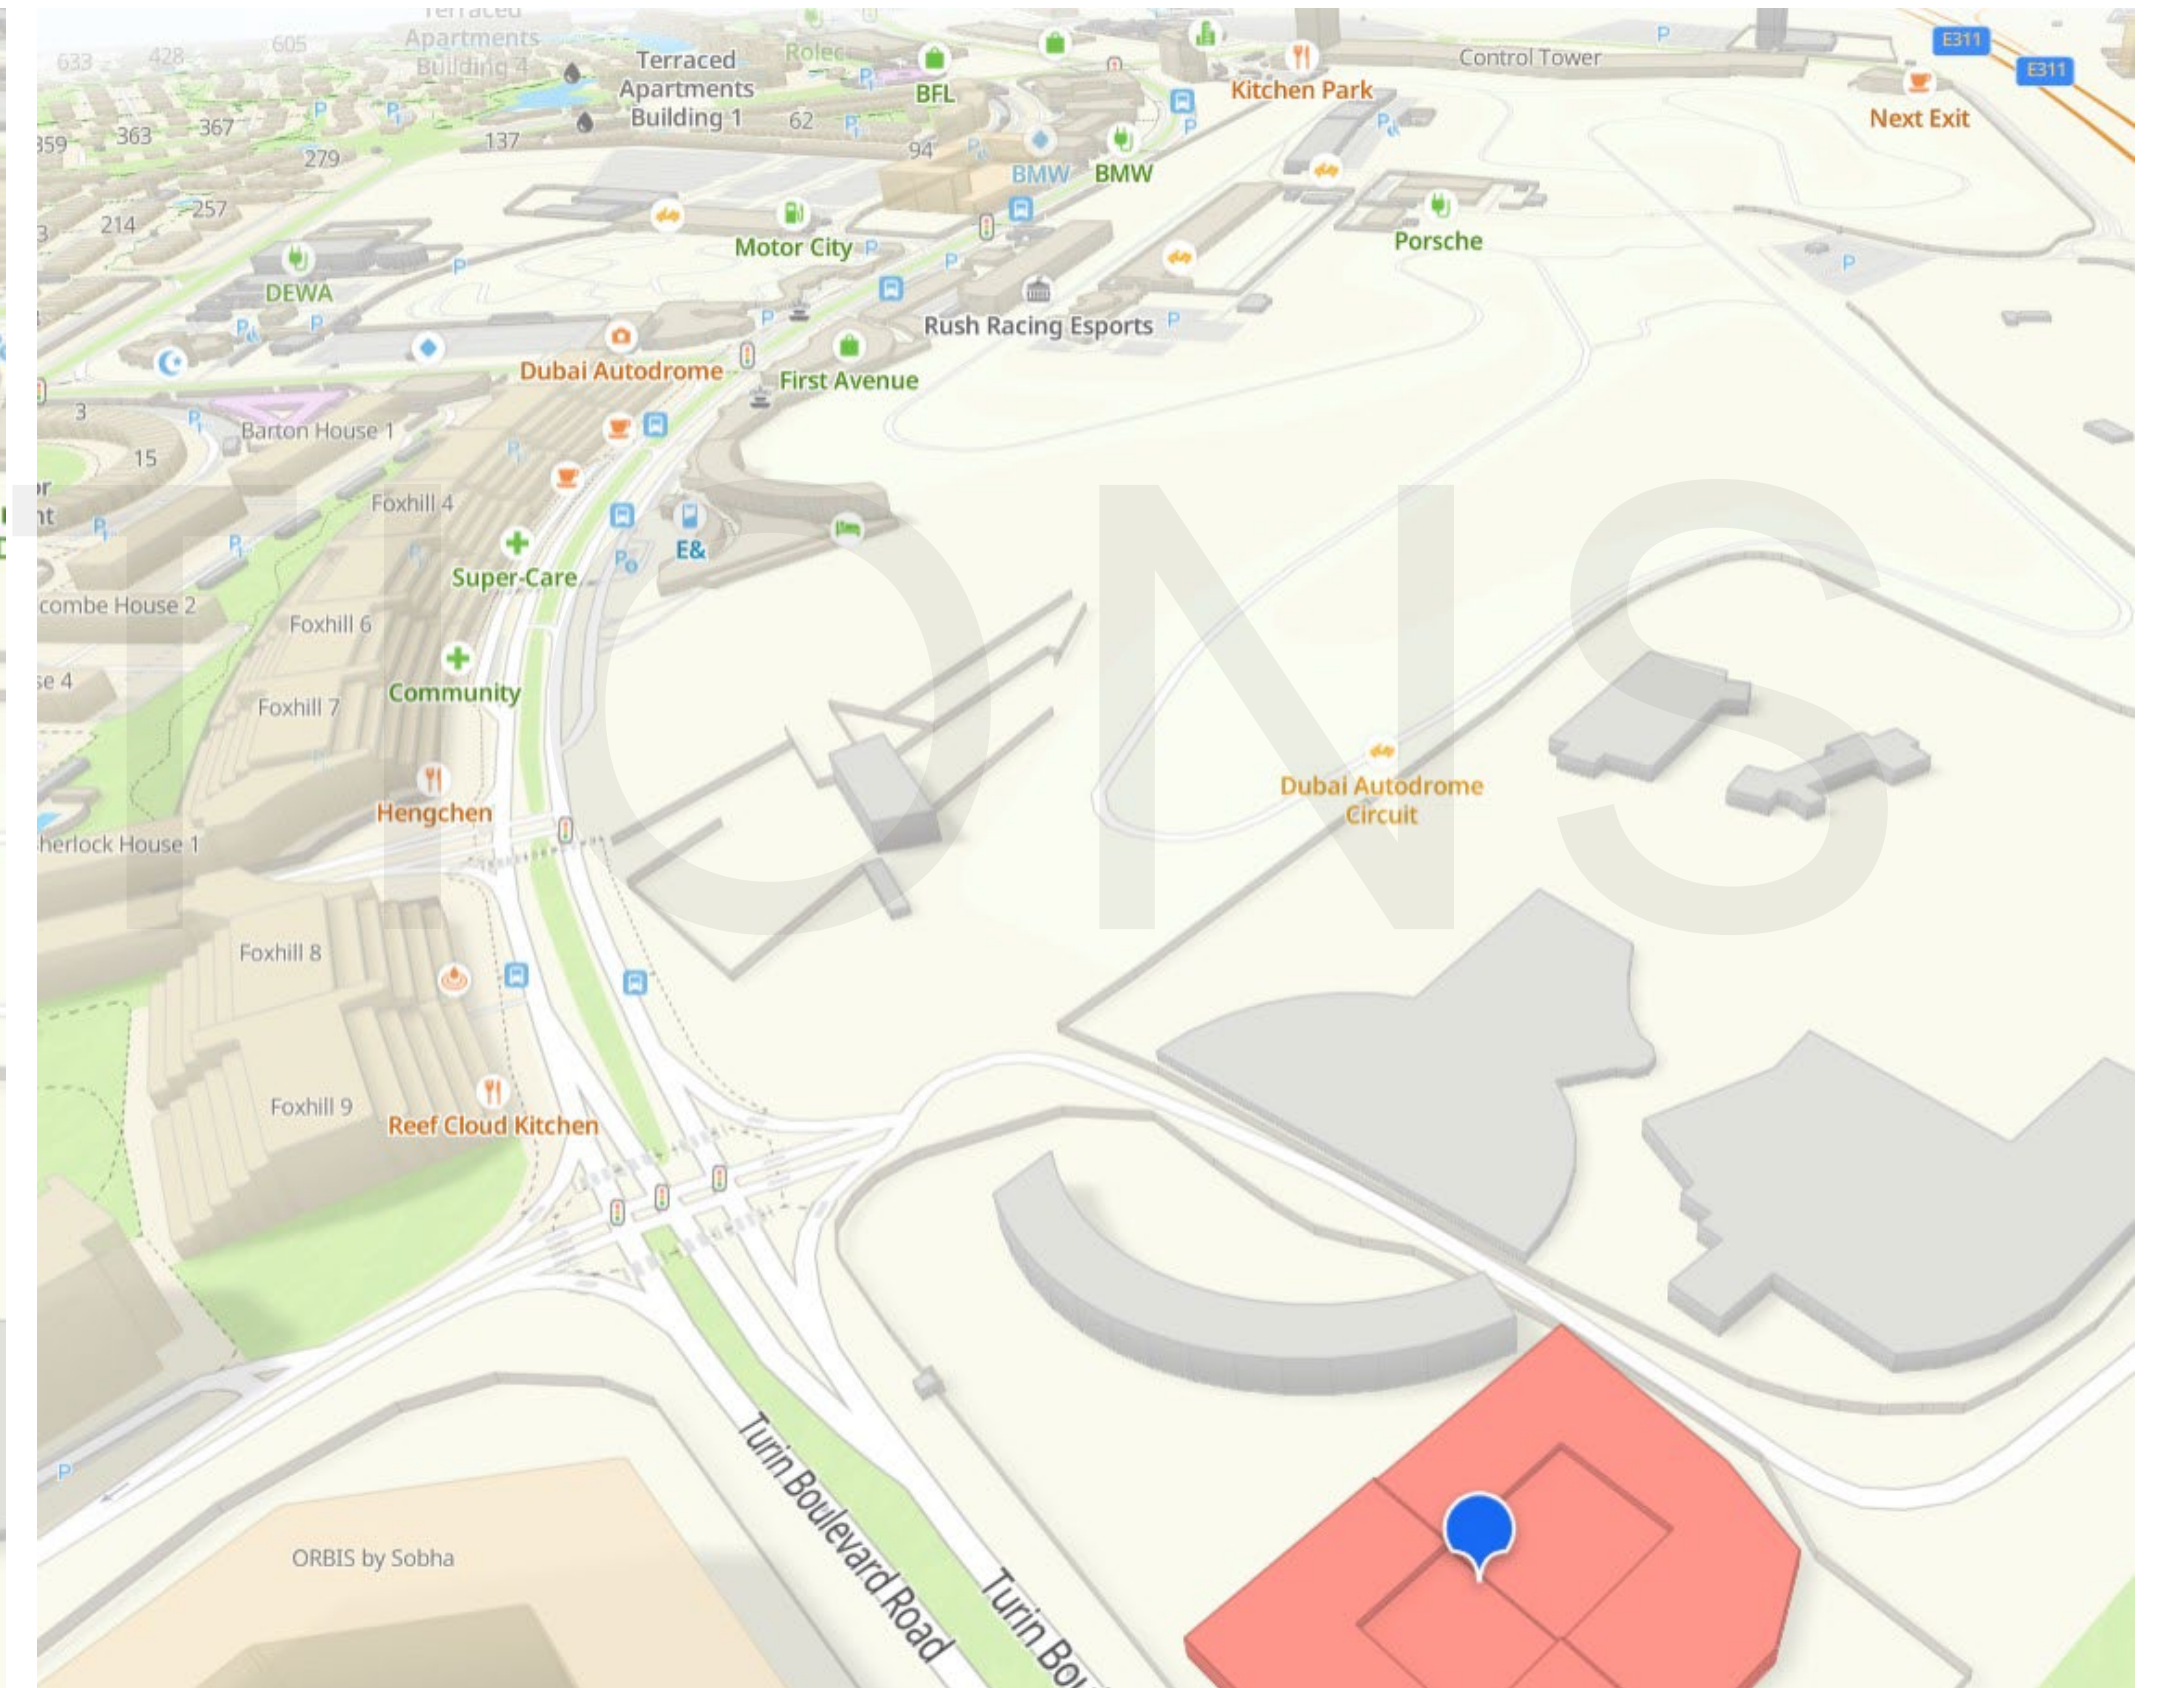 Terraced
Apartments
Building 4
633
428
605
Terraced
Apartments
Building 1
Rolec
BFL
Kitchen Park
Control Tower
P
E311
E311
Next Exit
363
367
279
137
62
94
BMW
BMW
214
257
Motor City
Porsche
DEWA
Rush Racing Esports
Dubai Autodrome
First Avenue
3
15
Barton House 1
Foxhill 4
E&
Super-Care
combe House 2
Foxhill 6
se 4
Foxhill 7
Community
Dubai Autodrome
Circuit
Hengchen
herlock House 1
Foxhill 8
Foxhill 9
Reef Cloud Kitchen
ORBIS by Sobha
Turin Boulevard Road
Turin Bou
TIONS